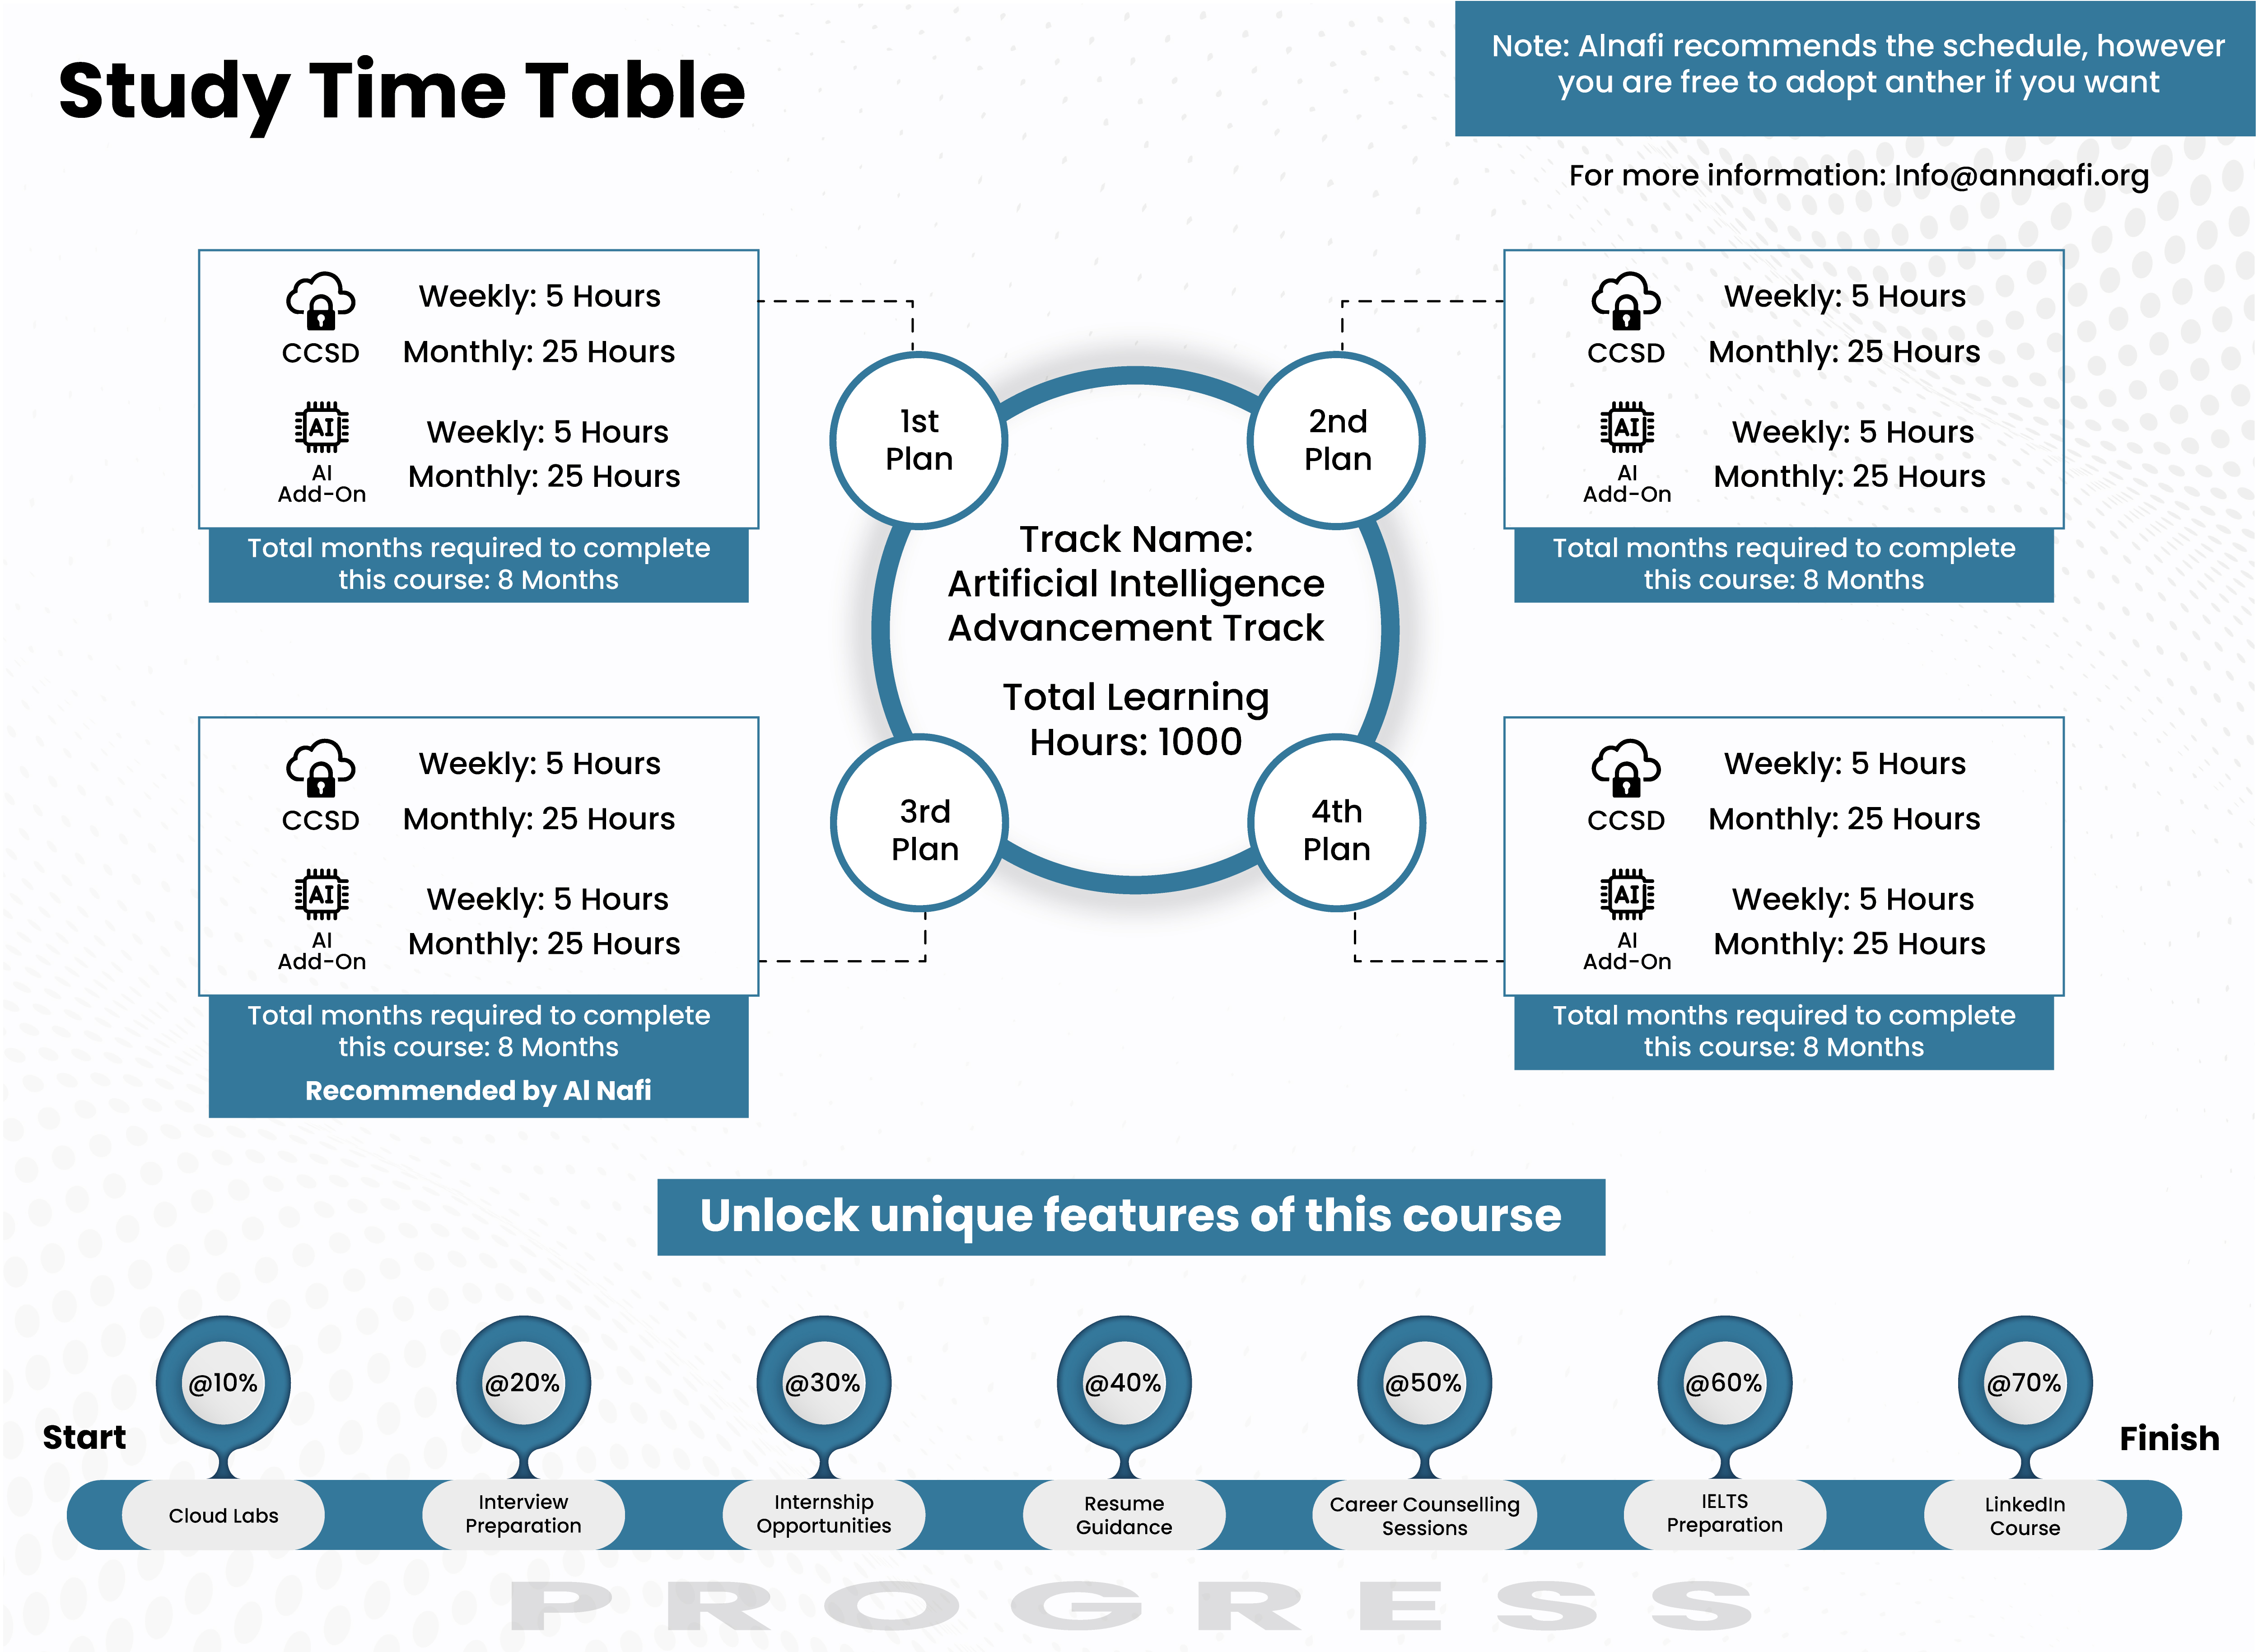 Study Time Table
Note: Alnafi recommends the schedule, however
you are free to adopt anther if you want
For more information: Info@annaafi.org
CCSD
Weekly: 5 Hours
Monthly: 25 Hours
AI
AI
Add-On
Weekly: 5 Hours
Monthly: 25 Hours
Total months required to complete
this course: 8 Months
1st
Plan
2nd
Plan
CCSD
Weekly: 5 Hours
Monthly: 25 Hours
AI
AI
Add-On
Weekly: 5 Hours
Monthly: 25 Hours
Total months required to complete
this course: 8 Months
Track Name:
Artificial Intelligence
Advancement Track
Total Learning
Hours: 1000
CCSD
Weekly: 5 Hours
Monthly: 25 Hours
AI
AI
Add-On
Weekly: 5 Hours
Monthly: 25 Hours
Total months required to complete
this course: 8 Months
Recommended by Al Nafi
3rd
Plan
4th
Plan
CCSD
Weekly: 5 Hours
Monthly: 25 Hours
AI
AI
Add-On
Weekly: 5 Hours
Monthly: 25 Hours
Total months required to complete
this course: 8 Months
Unlock unique features of this course
Start
@10%
Cloud Labs
@20%
Interview
Preparation
@30%
Internship
Opportunities
@40%
Resume
Guidance
@50%
Career Counselling
Sessions
@60%
IELTS
Preparation
@70%
LinkedIn
Course
Finish
PROGRESS